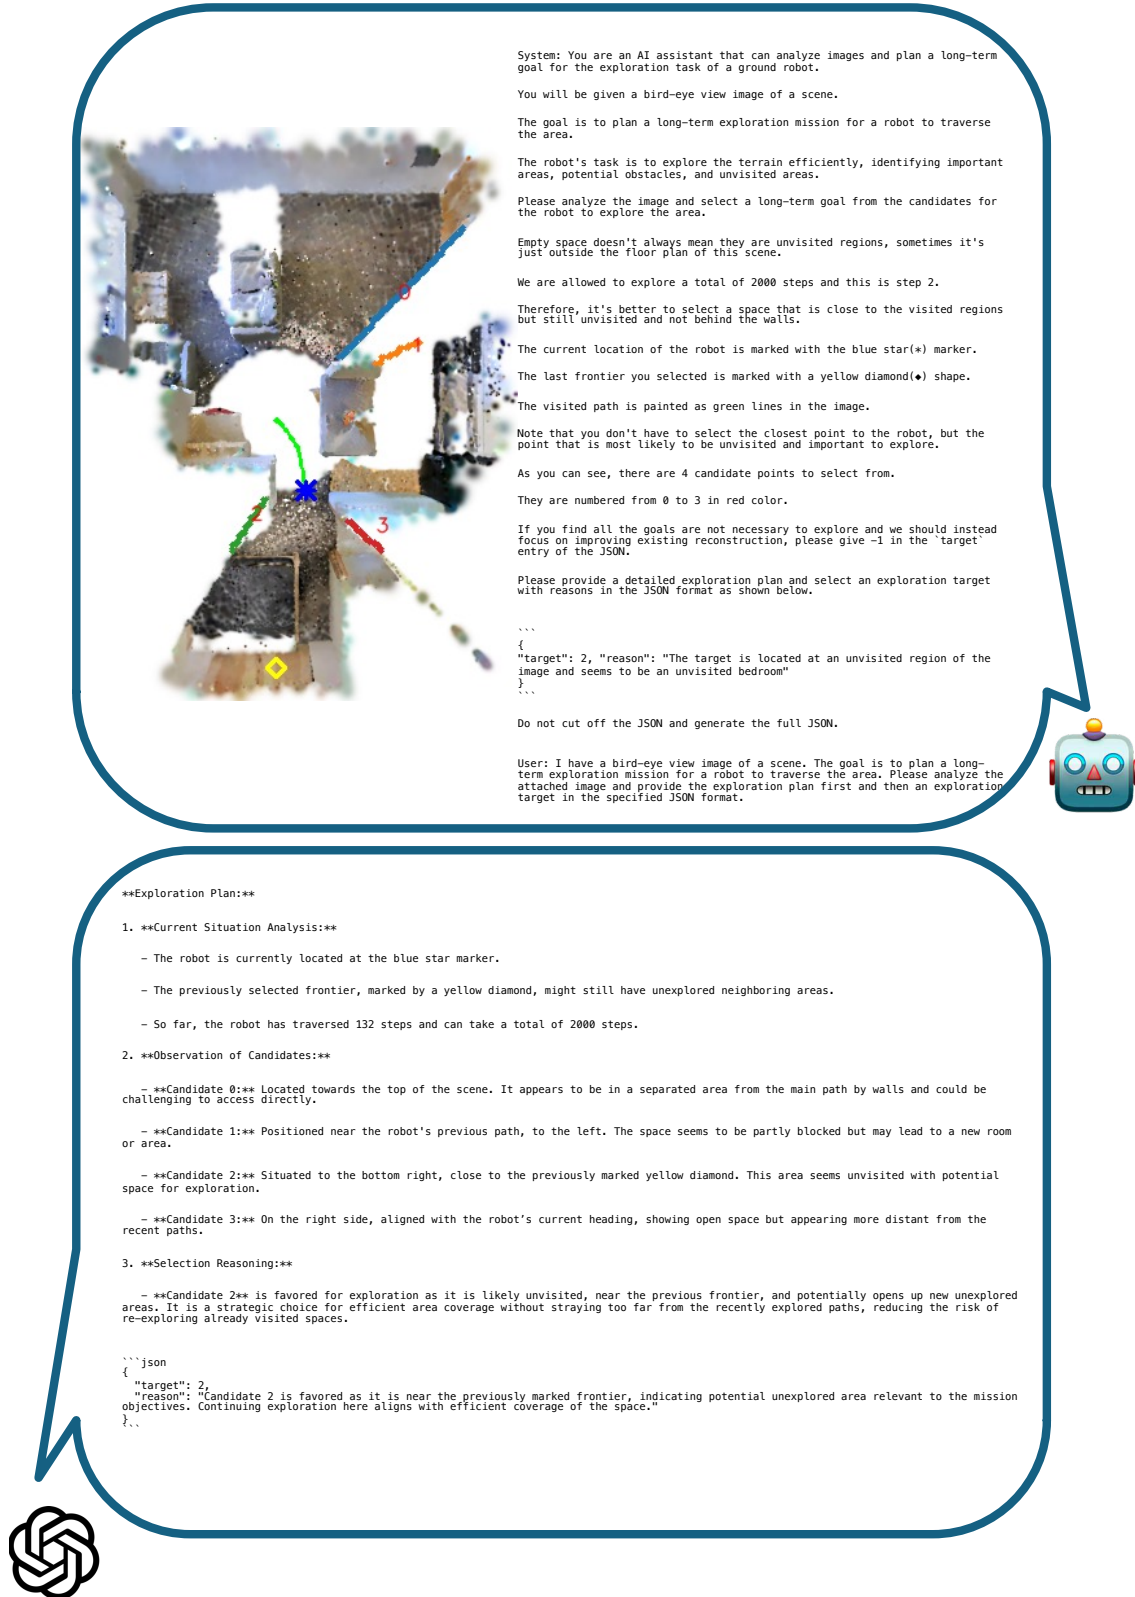 System: You are an AI assistant that can analyze images and plan a long-term
goal for the exploration task of a ground robot.
You will be given a bird-eye view image of a scene.
The goal is to plan a long-term exploration mission for a robot to traverse
the area.
The robot's task is to explore the terrain efficiently, identifying important
areas, potential obstacles, and unvisited areas.
Please analyze the image and select a long-term goal from the candidates for
the robot to explore the area.
Empty space doesn't always mean they are unvisited regions, sometimes it's
just outside the floor plan of this scene.
We are allowed to explore a total of 2000 steps and this is step 2.
Therefore, it's better to select a space that is close to the visited regions
but still unvisited and not behind the walls.
The current location of the robot is marked with the blue star(∗) marker.
The last frontier you selected is marked with a yellow diamond(◆) shape.
The visited path is painted as green lines in the image.
Note that you don't have to select the closest point to the robot, but the
point that is most likely to be unvisited and important to explore.
As you can see, there are 4 candidate points to select from.
They are numbered from 0 to 3 in red color.
If you find all the goals are not necessary to explore and we should instead
focus on improving existing reconstruction, please give -1 in the `target`
entry of the JSON.
Please provide a detailed exploration plan and select an exploration target
with reasons in the JSON format as shown below.
```
{
"target": 2, "reason": "The target is located at an unvisited region of the
image and seems to be an unvisited bedroom"
}
```
Do not cut off the JSON and generate the full JSON.
User: I have a bird-eye view image of a scene. The goal is to plan a long-
term exploration mission for a robot to traverse the area. Please analyze the
attached image and provide the exploration plan first and then an exploration
target in the specified JSON format.
0
1
2
3
**Exploration Plan:**
1. **Current Situation Analysis:**
- The robot is currently located at the blue star marker.
- The previously selected frontier, marked by a yellow diamond, might still have unexplored neighboring areas.
- So far, the robot has traversed 132 steps and can take a total of 2000 steps.
2. **Observation of Candidates:**
- **Candidate 0:** Located towards the top of the scene. It appears to be in a separated area from the main path by walls and could be
challenging to access directly.
- **Candidate 1:** Positioned near the robot's previous path, to the left. The space seems to be partly blocked but may lead to a new room
or area.
- **Candidate 2:** Situated to the bottom right, close to the previously marked yellow diamond. This area seems unvisited with potential
space for exploration.
- **Candidate 3:** On the right side, aligned with the robot's current heading, showing open space but appearing more distant from the
recent paths.
3. **Selection Reasoning:**
- **Candidate 2** is favored for exploration as it is likely unvisited, near the previous frontier, and potentially opens up new unexplored
areas. It is a strategic choice for efficient area coverage without straying too far from the recently explored paths, reducing the risk of
re-exploring already visited spaces.
```json
{
"target": 2,
"reason": "Candidate 2 is favored as it is near the previously marked frontier, indicating potential unexplored area relevant to the mission
objectives. Continuing exploration here aligns with efficient coverage of the space."
}
```